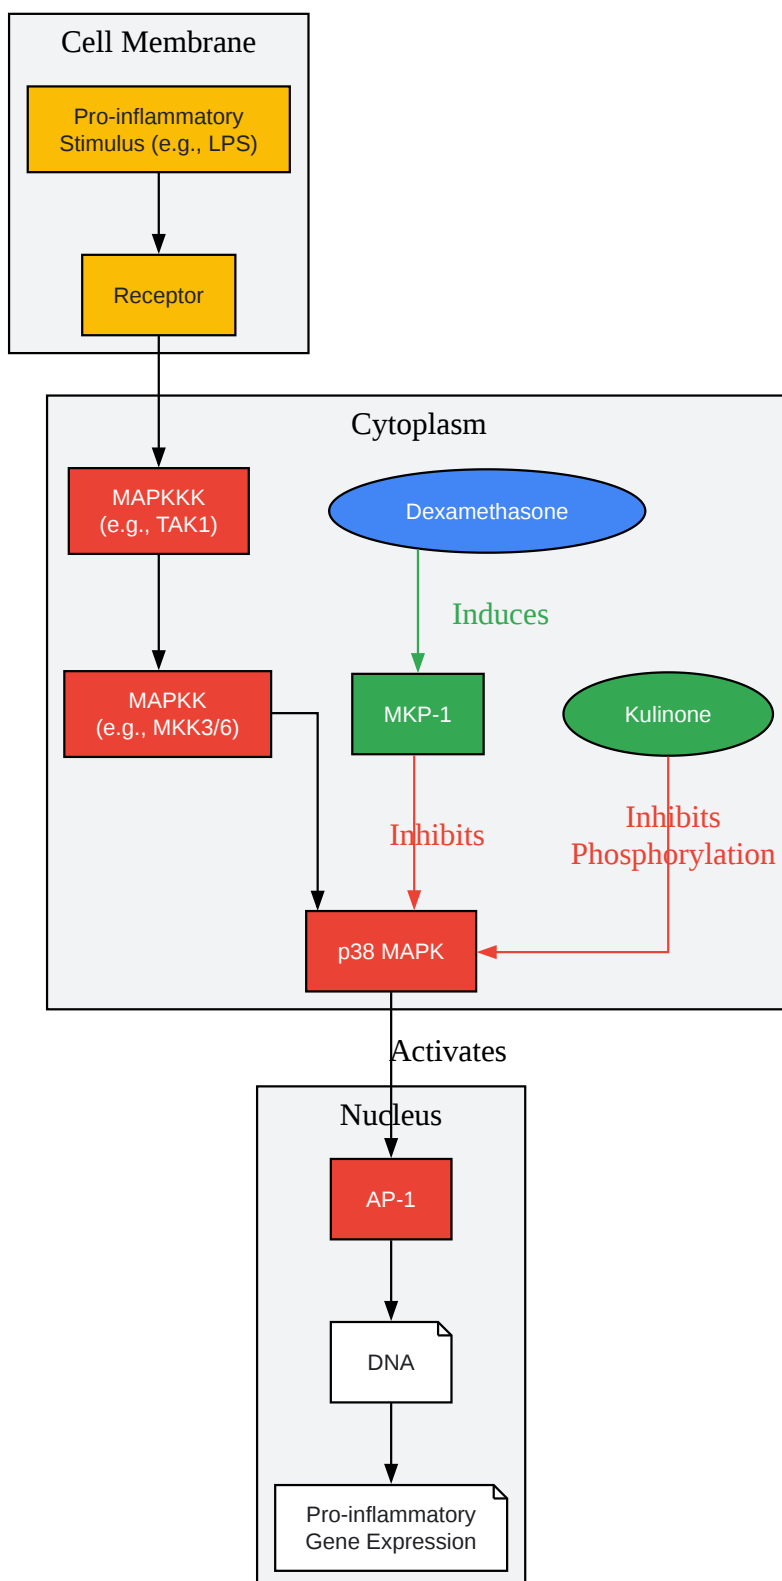 Cell Membrane
Pro-inflammatory
Stimulus (e.g., LPS)
Receptor
Cytoplasm
MAPKKK
(e.g., TAK1)
Dexamethasone
Induces
MAPKK
(e.g., MKK3/6)
MKP-1
Kulinone
Inhibits
Inhibits
Phosphorylation
p38 MAPK
Activates
Nucleus
AP-1
DNA
Pro-inflammatory
Gene Expression